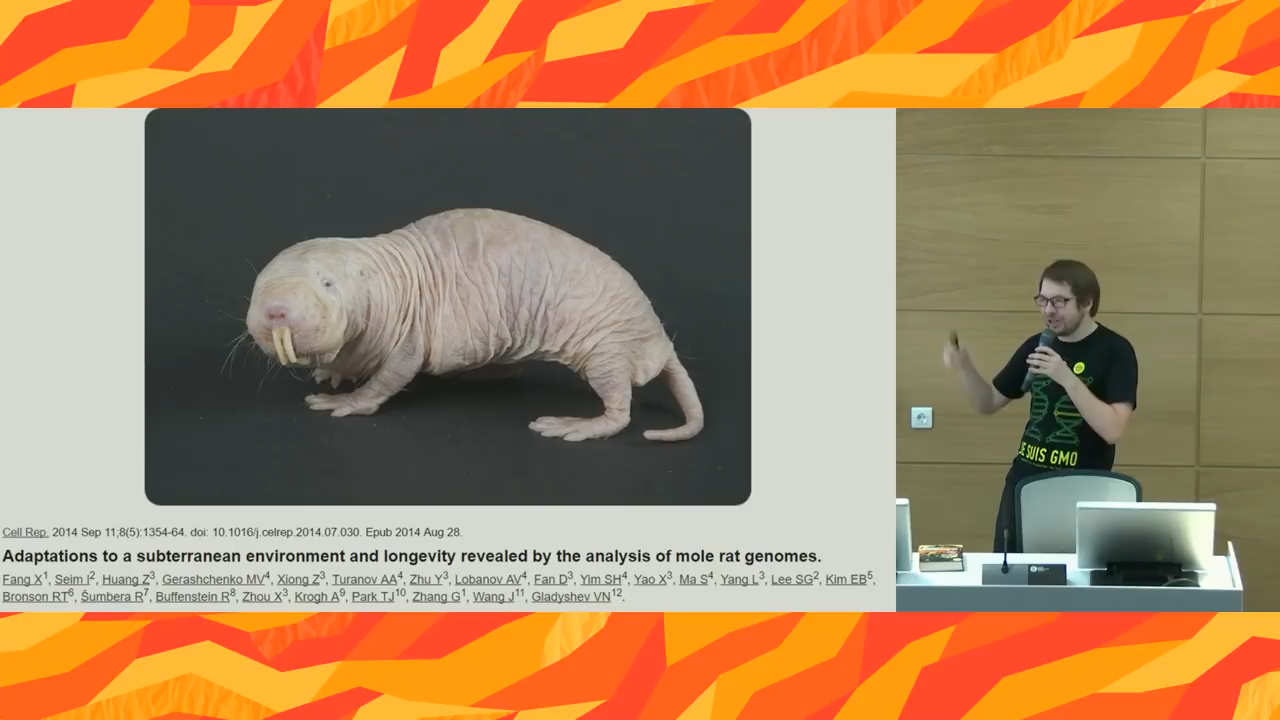 Cell Rep. 2014 Sep 11;8(5):1354-64. doi: 10.1016/j.celrep.2014.07.030. Epub 2014 Aug 28.
Adaptations to a subterranean environment and longevity revealed by the analysis of mole rat genomes.
Fang X1, Seim I2, Huang Z3, Gerashchenko MV4, Xiong Z3, Turanov AA4, Zhu Y3, Lobanov AV4, Fan D3, Yim SH4, Yao X3, Ma S4, Yang L3, Lee SG2, Kim EB5,
Bronson RT6, Šumbera R7, Buffenstein R8, Zhou X3, Krogh A9, Park TJ10, Zhang G1, Wang J11, Gladyshev VN12.
JE SUIS GMO